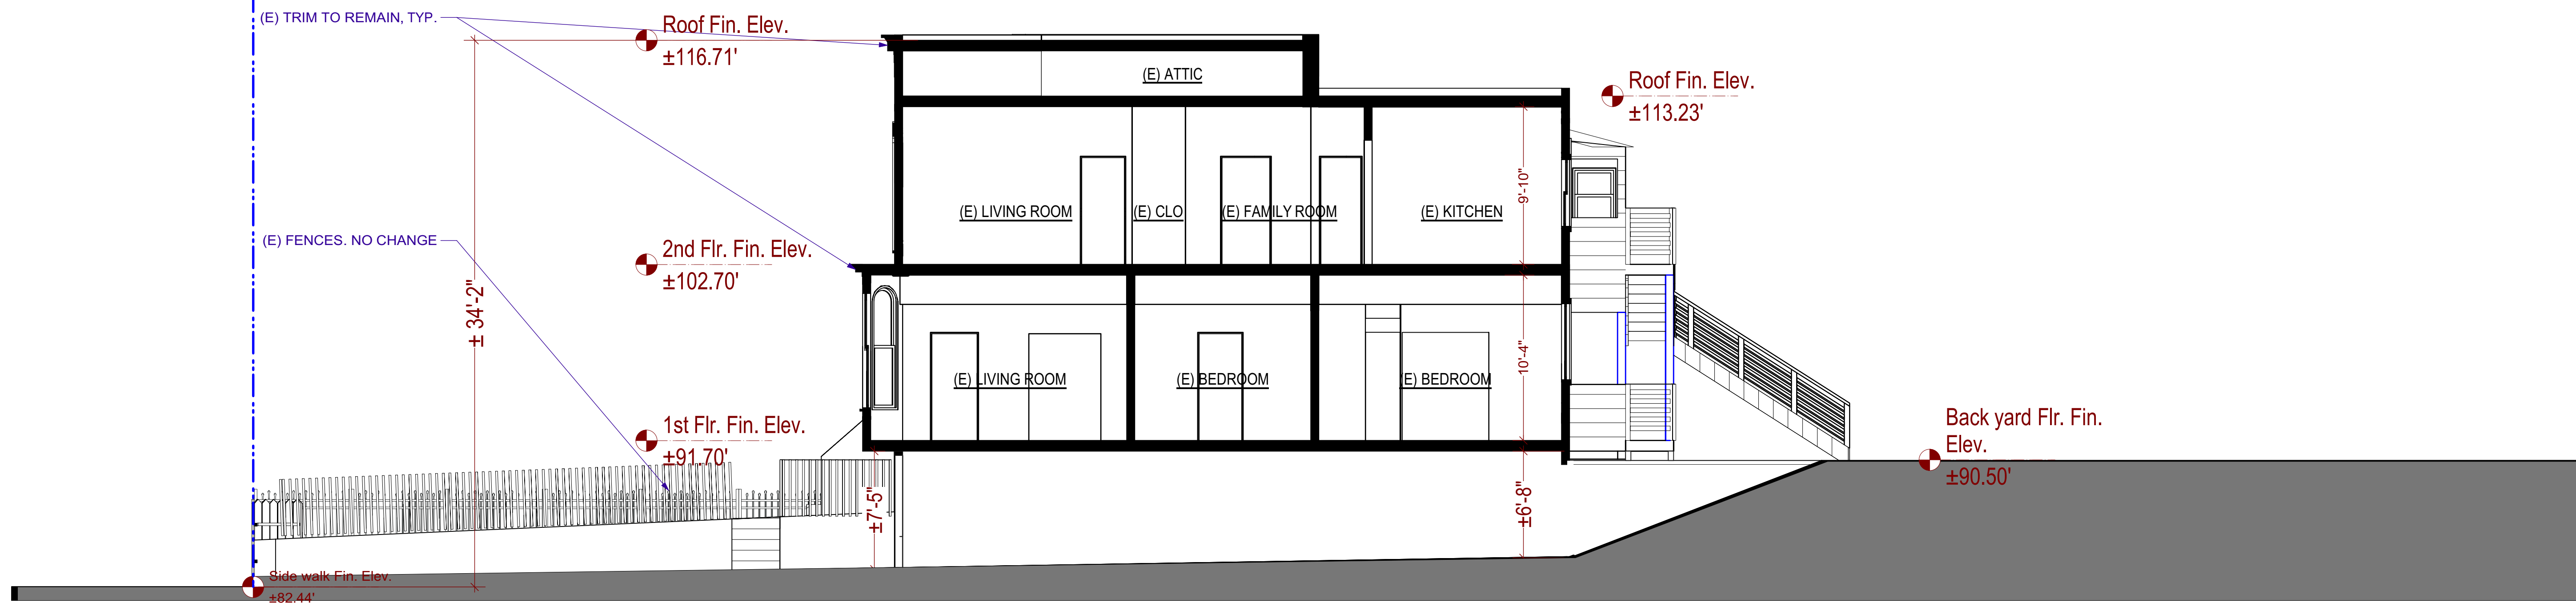 (E) TRIM TO REMAIN, TYP.
Roof Fin. Elev.
±116.71'
(E) ATTIC
Roof Fin. Elev.
±113.23'
9'-10"
(E) LIVING ROOM
(E) CLO
(E) FAMILY ROOM
(E) KITCHEN
(E) FENCES. NO CHANGE
2nd Flr. Fin. Elev.
±102.70'
± 34'-2"
10'-4"
(E) LIVING ROOM
(E) BEDROOM
(E) BEDROOM
1st Flr. Fin. Elev.
±91.70'
Back yard Flr. Fin.
Elev.
±90.50'
±7'-5"
±6'-8"
Side walk Fin. Elev.
±82.44'